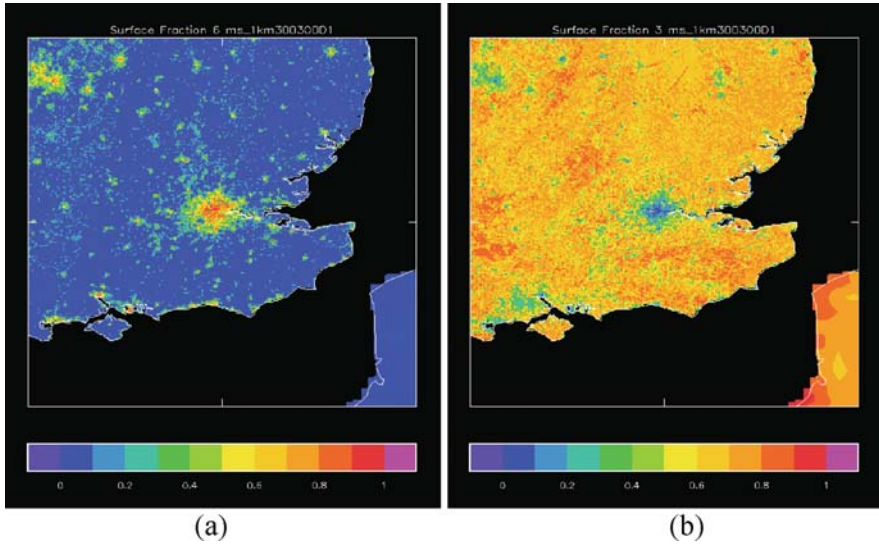 Surface Fraction 6 ms_1km300300D1
Surface Fraction 3 ms_1km300300D1
0 0.2 0.4 0.6 0.8 1
0 0.2 0.4 0.6 0.8 1
(a)
(b)